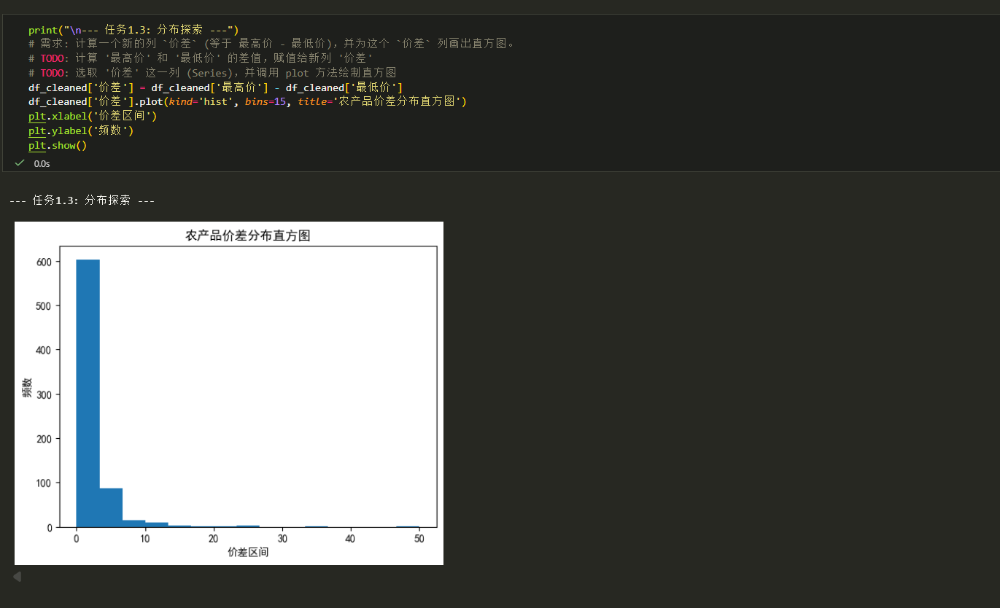 print("\n--- 任务1.3: 分布探索 ---")
# 需求: 计算一个新的列 `价差` (等于 最高价 - 最低价)，并为这个 `价差` 列画出直方图。
# TODO: 计算 '最高价' 和 '最低价' 的差值，赋值给新列 '价差'
# TODO: 选取 '价差' 这一列 (Series)，并调用 plot 方法绘制直方图
df_cleaned['价差'] = df_cleaned['最高价'] - df_cleaned['最低价']
df_cleaned['价差'].plot(kind='hist', bins=15, title='农产品价差分布直方图')
plt.xlabel('价差区间')
plt.ylabel('频数')
plt.show()
0.0s
--- 任务1.3: 分布探索 ---
农产品价差分布直方图
600
500
400
300
200
100
0
频数
0 10 20 30 40 50
价差区间